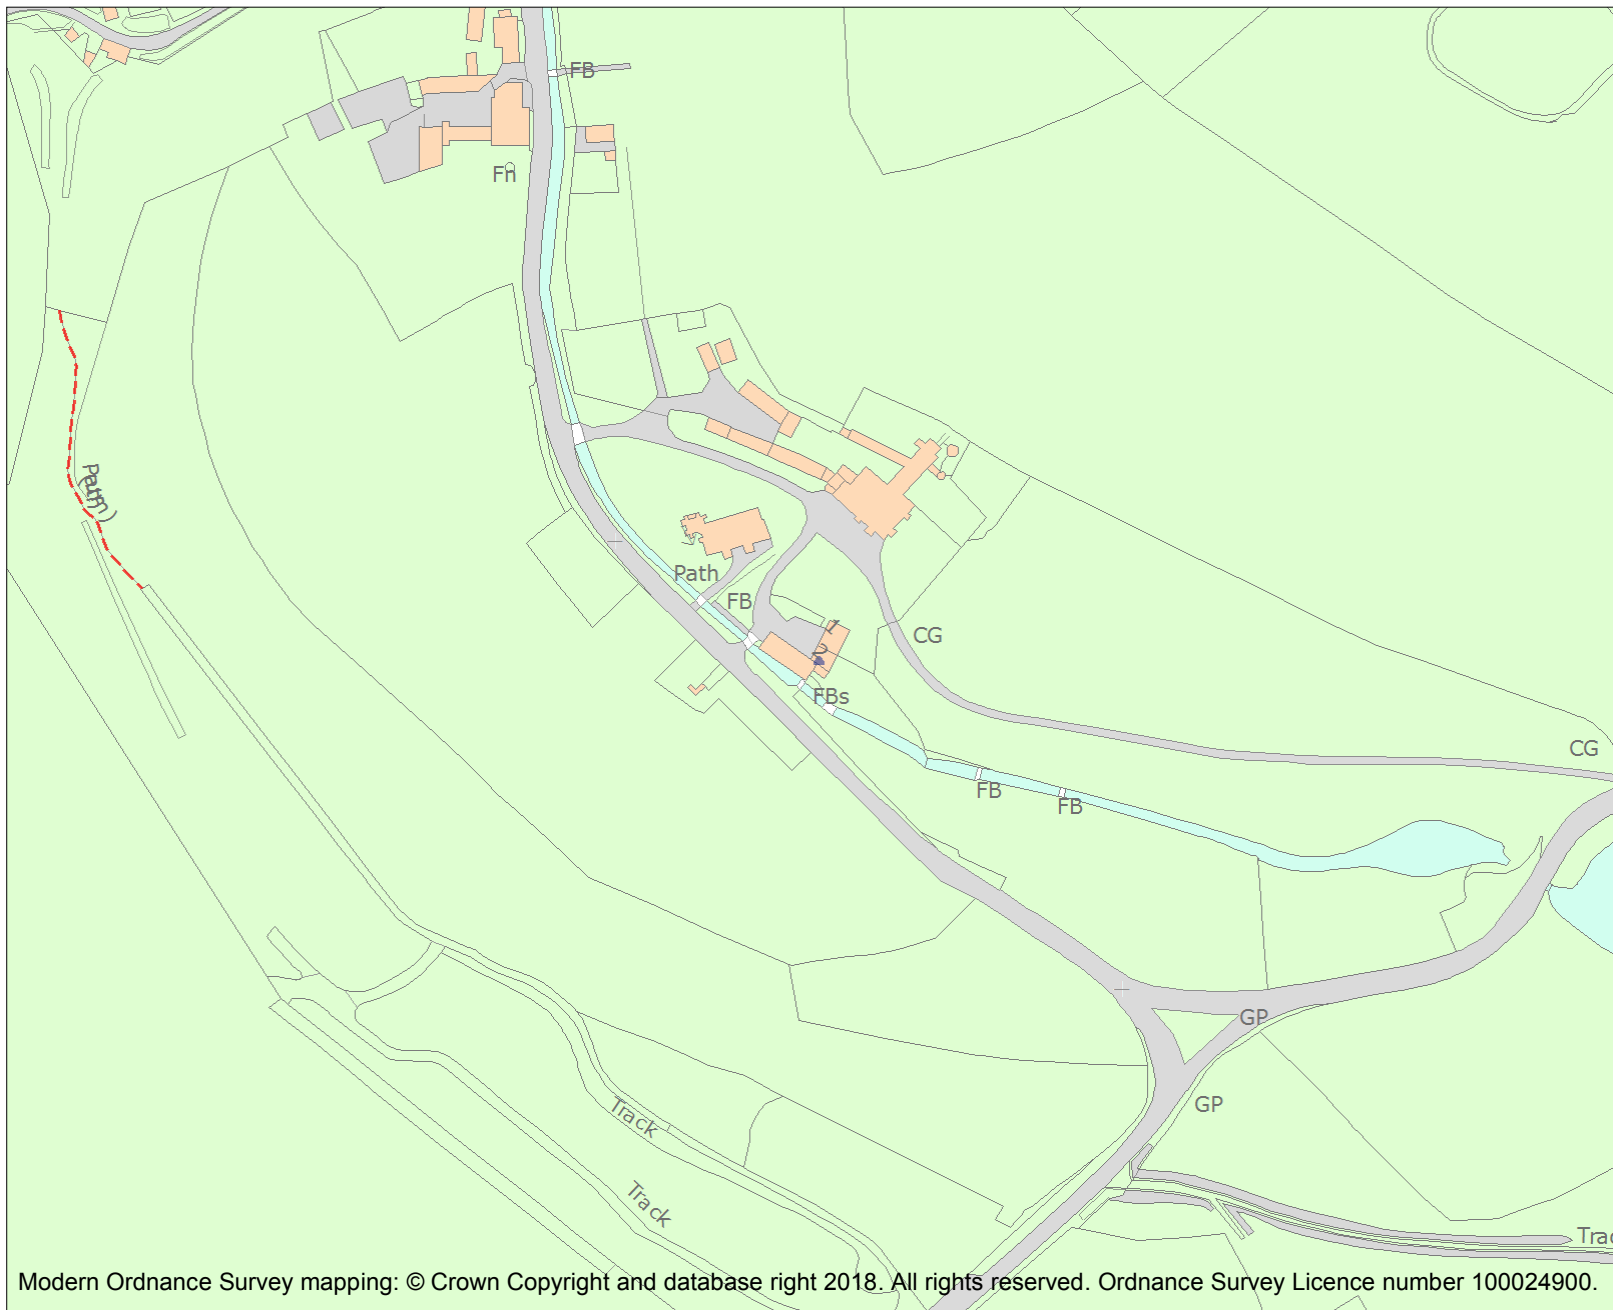 FB
Fn
Path
(um)
Path
FB
1
2
CG
FBs
CG
FB
FB
GP
GP
Track
Track
Modern Ordnance Survey mapping: © Crown Copyright and database right 2018. All rights reserved. Ordnance Survey Licence number 100024900.